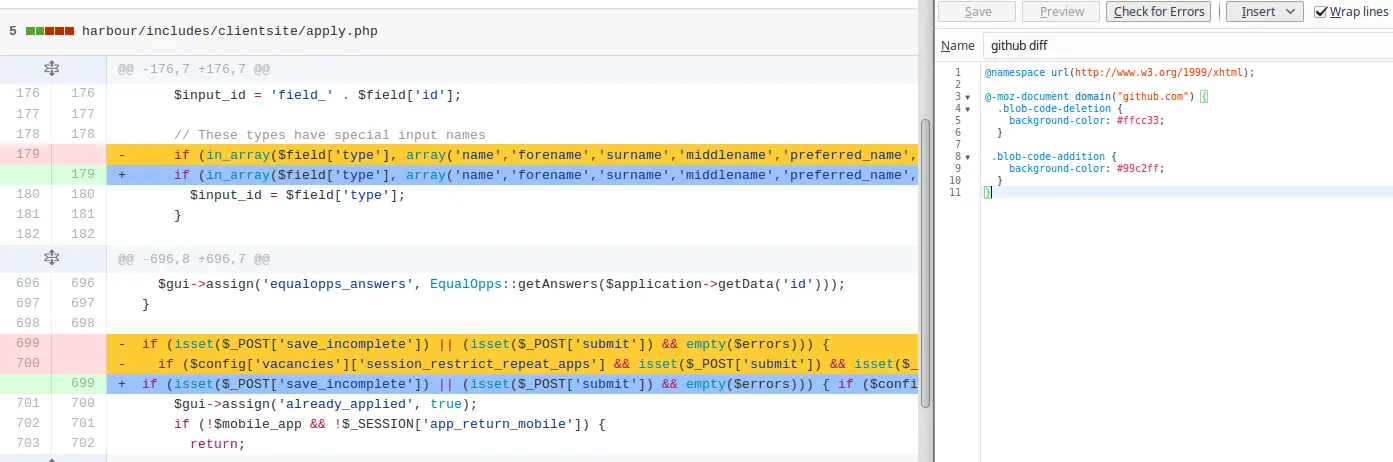 5 harbour/includes/clientsite/apply.php
@@ -176,7 +176,7 @@
176 176 $input_id = 'field_' . $field['id'];
177 177
178 178 // These types have special input names
179 - if (in_array($field['type'], array('name','forename','surname','middlename','preferred_name',
179 + if (in_array($field['type'], array('name','forename','surname','middlename','preferred_name',
180 180 $input_id = $field['type'];
181 181 }
182 182
@@ -696,8 +696,7 @@
696 696 $gui->assign('equalopps_answers', EqualOpps::getAnswers($application->getData('id')));
697 697 }
698 698
699 - if (isset($_POST['save_incomplete']) || (isset($_POST['submit']) && empty($errors))) {
700 - if ($config['vacancies']['session_restrict_repeat_apps'] && isset($_POST['submit']) && isset($_
699 + if (isset($_POST['save_incomplete']) || (isset($_POST['submit']) && empty($errors))) { if ($confi
701 700 $gui->assign('already_applied', true);
702 701 if (!$mobile_app && !$_SESSION['app_return_mobile']) {
703 702 return;
Save Preview Check for Errors Insert Wrap lines
Name github diff
1 @namespace url(http://www.w3.org/1999/xhtml);
2
3 @-moz-document domain("github.com") {
4 .blob-code-deletion {
5 background-color: #ffcc33;
6 }
7
8 .blob-code-addition {
9 background-color: #99c2ff;
10 }
11 }